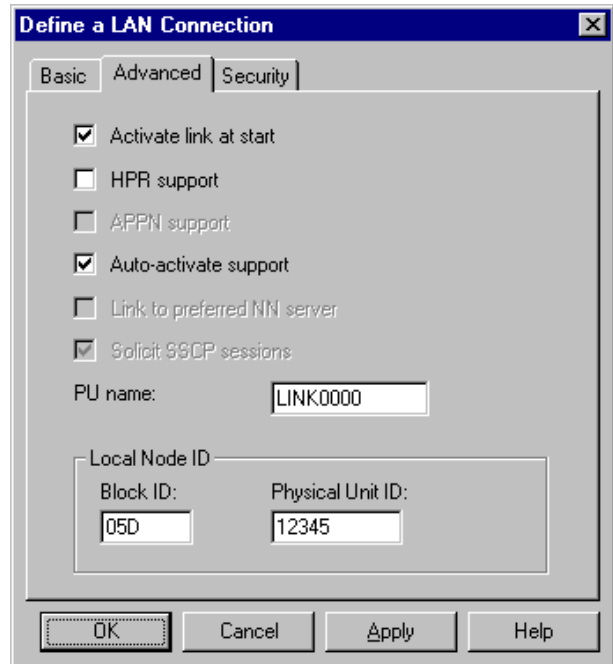 Define a LAN Connection
Basic Advanced Security
Activate link at start
HPR support
APPN support
Auto-activate support
Link to preferred NN server
Solicit SSCP sessions
PU name: LINK0000
Local Node ID
Block ID: Physical Unit ID:
05D 12345
OK Cancel Apply Help